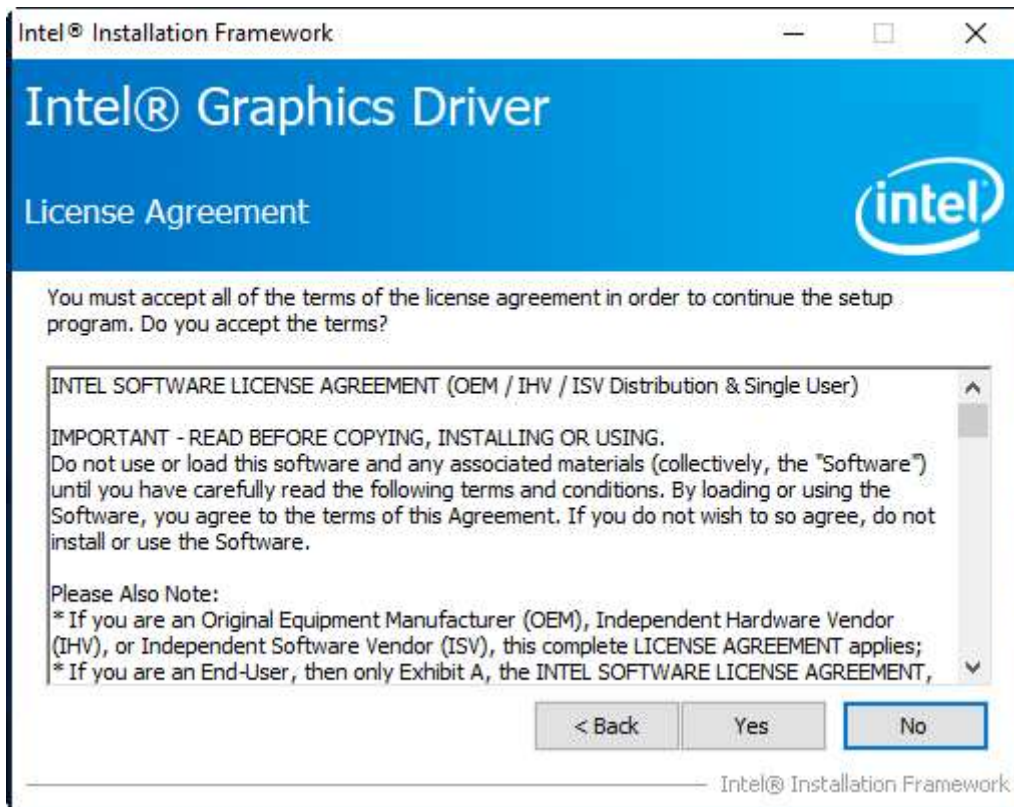 Intel® Installation Framework
Intel® Graphics Driver
License Agreement
intel
You must accept all of the terms of the license agreement in order to continue the setup
program. Do you accept the terms?
INTEL SOFTWARE LICENSE AGREEMENT (OEM / IHV / ISV Distribution & Single User)
IMPORTANT - READ BEFORE COPYING, INSTALLING OR USING.
Do not use or load this software and any associated materials (collectively, the "Software")
until you have carefully read the following terms and conditions. By loading or using the
Software, you agree to the terms of this Agreement. If you do not wish to so agree, do not
install or use the Software.
Please Also Note:
* If you are an Original Equipment Manufacturer (OEM), Independent Hardware Vendor
(IHV), or Independent Software Vendor (ISV), this complete LICENSE AGREEMENT applies;
* If you are an End-User, then only Exhibit A, the INTEL SOFTWARE LICENSE AGREEMENT,
< Back Yes No
Intel® Installation Framework